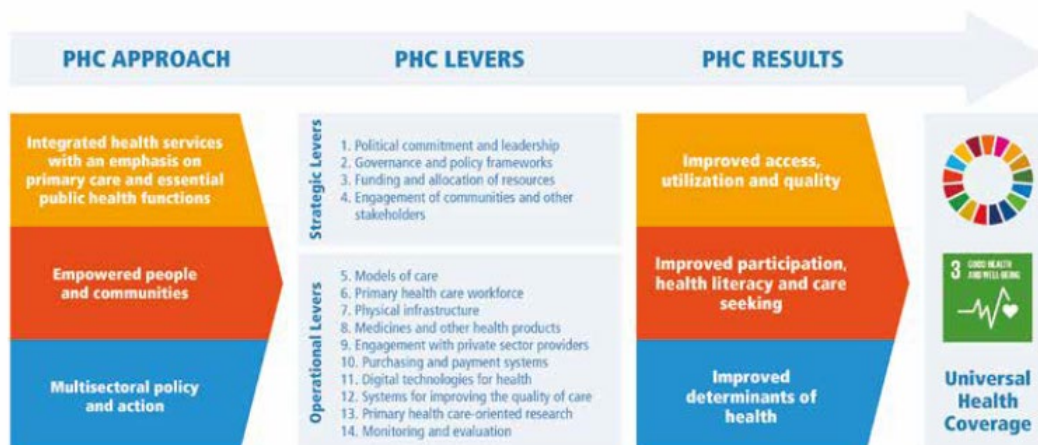 PHC APPROACH
PHC LEVERS
PHC RESULTS
Integrated health services
with an emphasis on
primary care and essential
public health functions
Empowered people
and communities
Multisectoral policy
and action
Strategic Levers
1. Political commitment and leadership
2. Governance and policy frameworks
3. Funding and allocation of resources
4. Engagement of communities and other
stakeholders
Operational Levers
5. Models of care
6. Primary health care workforce
7. Physical infrastructure
8. Medicines and other health products
9. Engagement with private sector providers
10. Purchasing and payment systems
11. Digital technologies for health
12. Systems for improving the quality of care
13. Primary health care-oriented research
14. Monitoring and evaluation
Improved access,
utilization and quality
Improved participation,
health literacy and care
seeking
Improved
determinants of
health
3 GOOD HEALTH
AND WELL-BEING
Universal
Health
Coverage